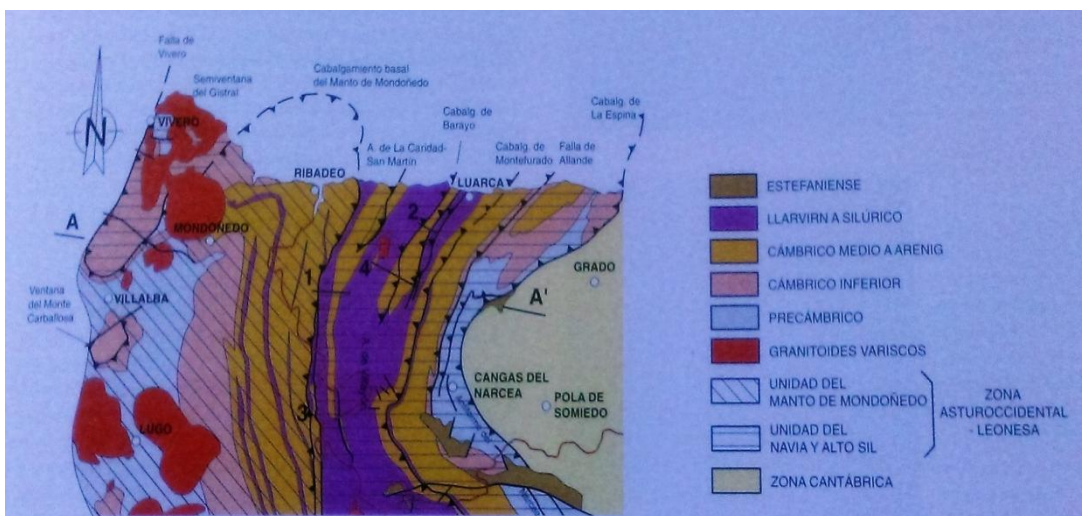 Falla de
Vivero
Semiventana
del Gistral
Cabalgamiento basal
del Manto de Mondoñedo
Cabalg. de
La Espina
Cabalg. de
Barayo
A. de La Caridad-
San Martín
Cabalg. de
Montefurado
Falla de
Allande
N
VIVERO
RIBADEO
LUARCA
A
MONDOÑEDO
2
4
1
GRADO
A'
VILLALBA
Ventana
del Monte
Carballosa
CANGAS DEL
NARCEA
POLA DE
SOMIEDO
3
LUGO
ESTEFANIENSE
LLARVIRN A SILÚRICO
CÁMBRICO MEDIO A ARENIG
CÁMBRICO INFERIOR
PRECÁMBRICO
GRANITOIDES VARISCOS
UNIDAD DEL
MANTO DE MONDOÑEDO
UNIDAD DEL
NAVIA Y ALTO SIL
ZONA
ASTUROCCIDENTAL
- LEONESA
ZONA CANTÁBRICA